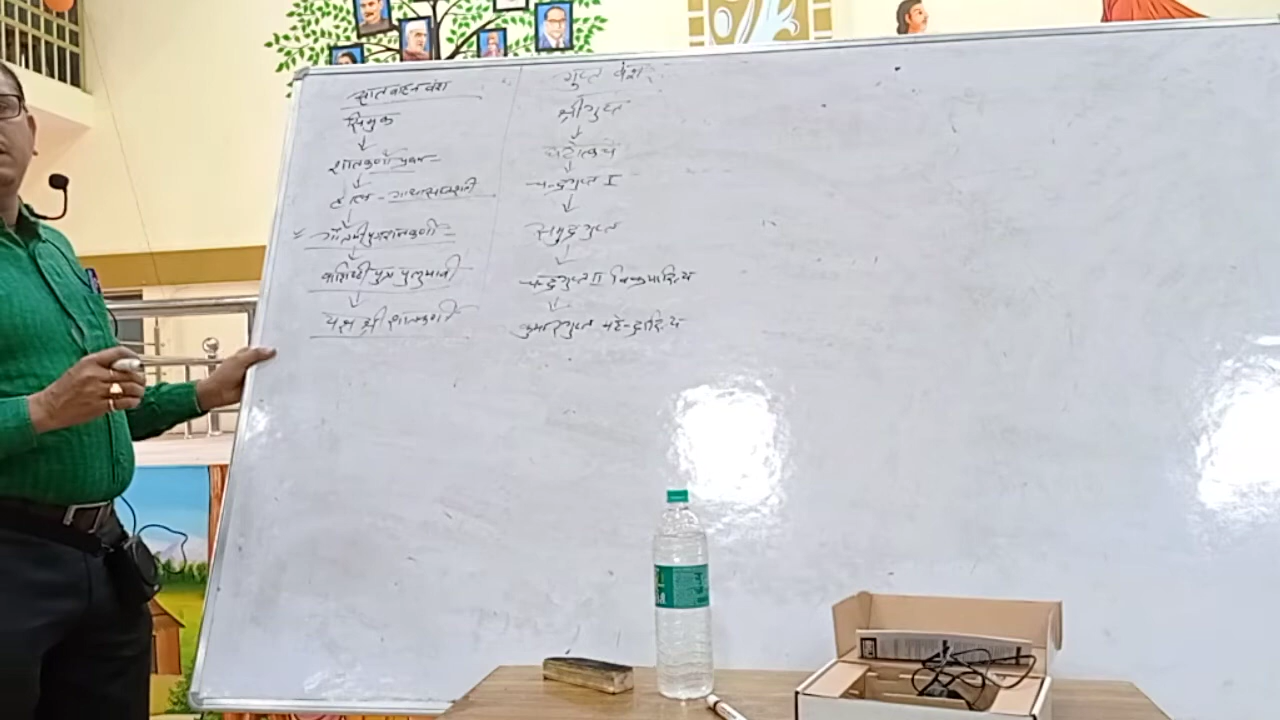 सातवाहन वंश
सिमुक
शातकर्णी प्रथम
हाल - गाथासप्तशती
गौतमीपुत्र शातकर्णी
वाशिष्ठी पुत्र पुलुमावी
यज्ञ श्री शातकर्णी
गुप्त वंश
श्रीगुप्त
घटोत्कच
चन्द्रगुप्त I
समुद्रगुप्त
चन्द्रगुप्त II विक्रमादित्य
कुमारगुप्त महेन्द्रादित्य